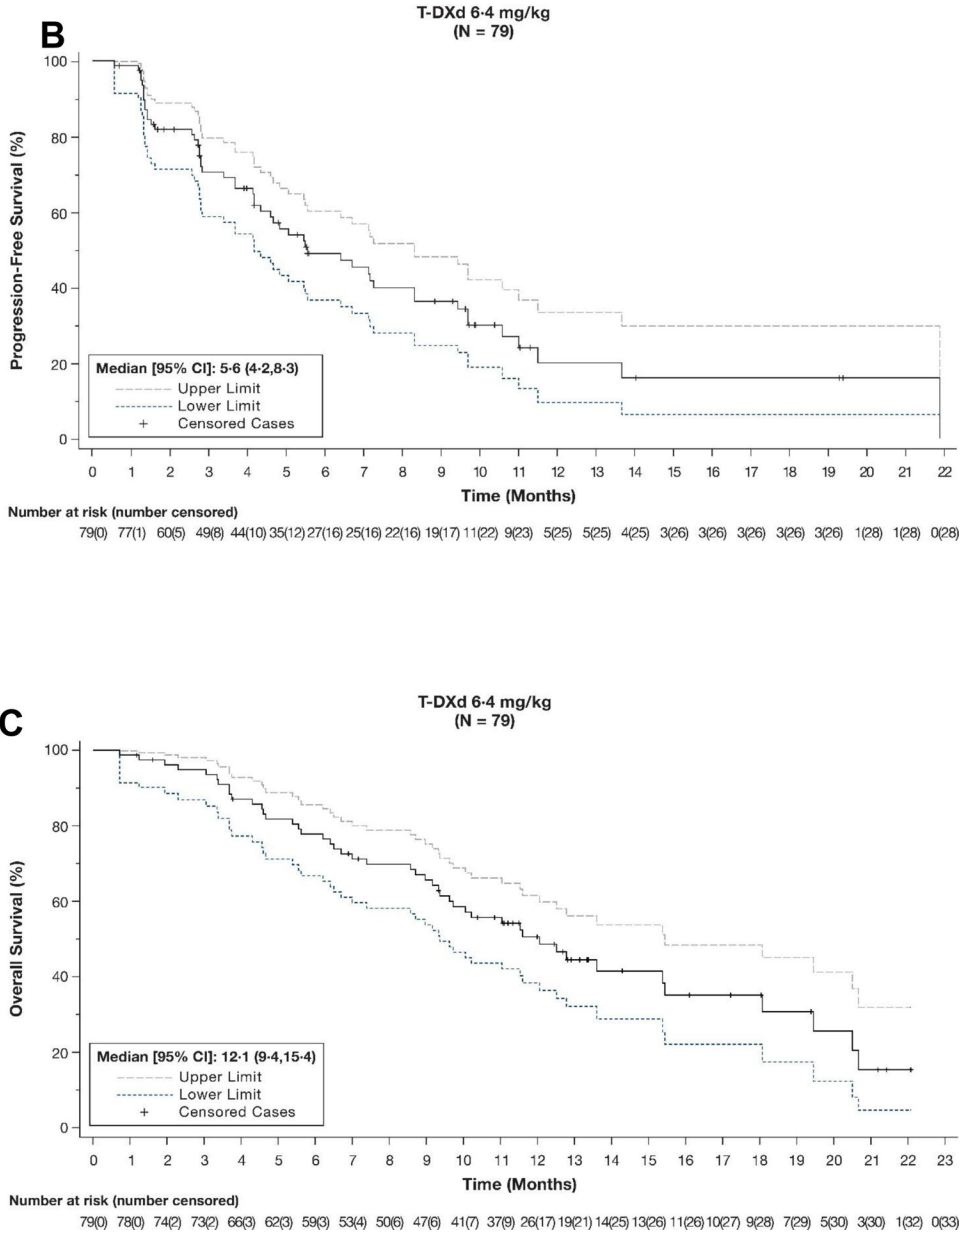 B
T-DXd 6·4 mg/kg
(N = 79)
Progression-Free Survival (%)
100
80
60
40
20
0
Median [95% CI]: 5·6 (4·2,8·3)
Upper Limit
Lower Limit
Censored Cases
0 1 2 3 4 5 6 7 8 9 10 11 12 13 14 15 16 17 18 19 20 21 22
Time (Months)
Number at risk (number censored)
79(0) 77(1) 60(5) 49(8) 44(10) 35(12) 27(16) 25(16) 22(16) 19(17) 11(22) 9(23) 5(25) 5(25) 4(25) 3(26) 3(26) 3(26) 3(26) 3(26) 1(28) 1(28) 0(28)
C
T-DXd 6·4 mg/kg
(N = 79)
Overall Survival (%)
100
80
60
40
20
0
Median [95% CI]: 12·1 (9·4,15·4)
Upper Limit
Lower Limit
Censored Cases
0 1 2 3 4 5 6 7 8 9 10 11 12 13 14 15 16 17 18 19 20 21 22 23
Time (Months)
Number at risk (number censored)
79(0) 78(0) 74(2) 73(2) 66(3) 62(3) 59(3) 53(4) 50(6) 47(6) 41(7) 37(9) 26(17) 19(21) 14(25) 13(26) 11(26) 10(27) 9(28) 7(29) 5(30) 3(30) 1(32) 0(33)